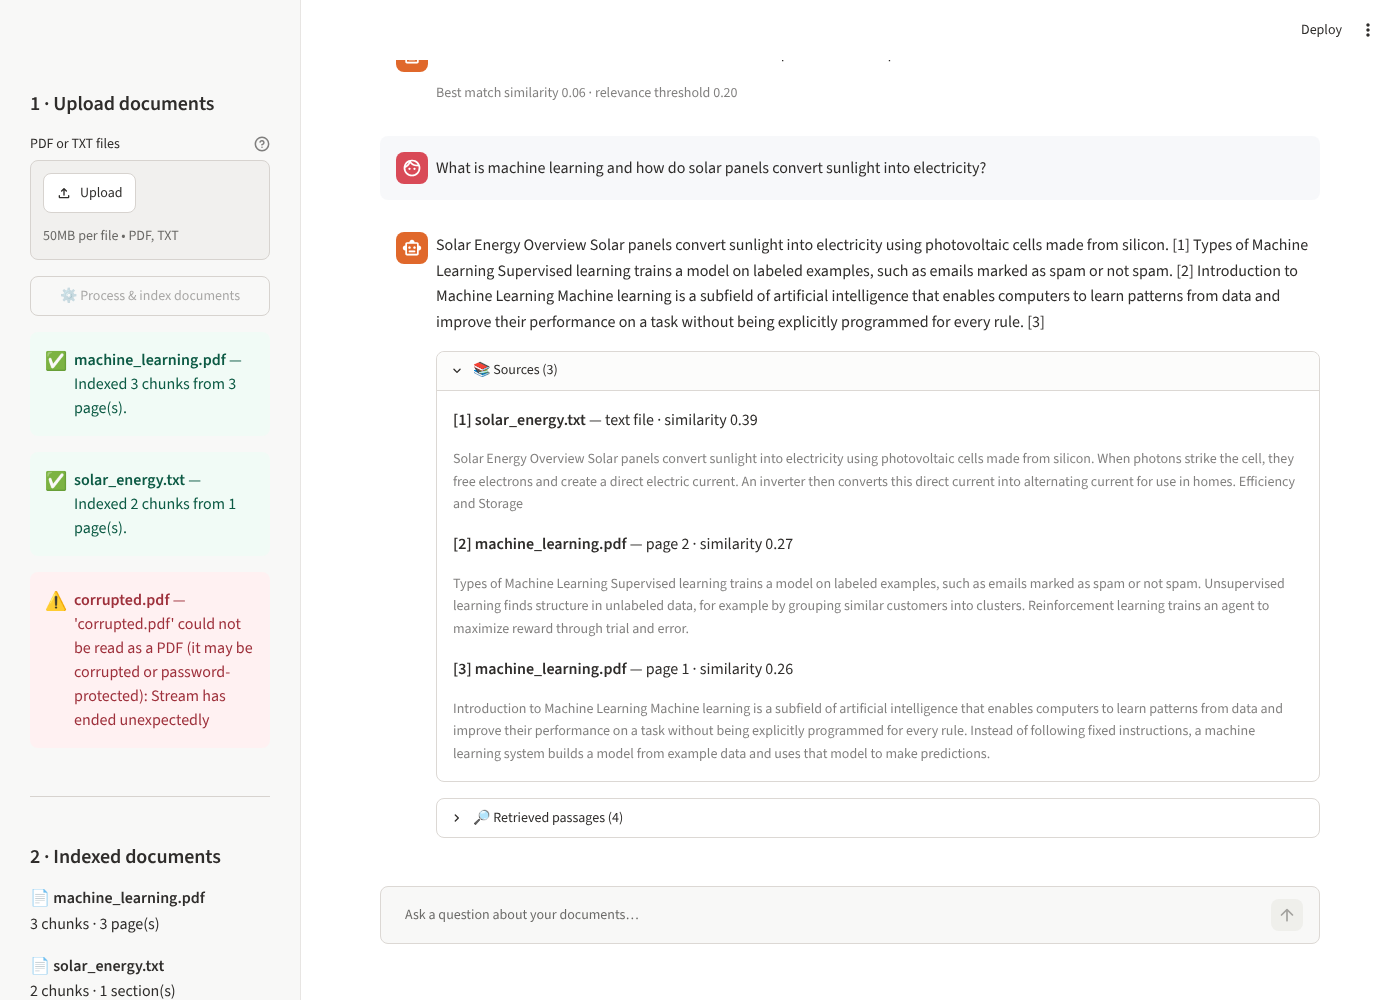 Deploy
1 · Upload documents
PDF or TXT files
Upload
50MB per file • PDF, TXT
Process & index documents
machine_learning.pdf —
Indexed 3 chunks from 3
page(s).
solar_energy.txt —
Indexed 2 chunks from 1
page(s).
corrupted.pdf —
'corrupted.pdf' could not
be read as a PDF (it may be
corrupted or password-
protected): Stream has
ended unexpectedly
2 · Indexed documents
machine_learning.pdf
3 chunks · 3 page(s)
solar_energy.txt
2 chunks · 1 section(s)
Best match similarity 0.06 · relevance threshold 0.20
What is machine learning and how do solar panels convert sunlight into electricity?
Solar Energy Overview Solar panels convert sunlight into electricity using photovoltaic cells made from silicon. [1] Types of Machine
Learning Supervised learning trains a model on labeled examples, such as emails marked as spam or not spam. [2] Introduction to
Machine Learning Machine learning is a subfield of artificial intelligence that enables computers to learn patterns from data and
improve their performance on a task without being explicitly programmed for every rule. [3]
Sources (3)
[1] solar_energy.txt — text file · similarity 0.39
Solar Energy Overview Solar panels convert sunlight into electricity using photovoltaic cells made from silicon. When photons strike the cell, they
free electrons and create a direct electric current. An inverter then converts this direct current into alternating current for use in homes. Efficiency
and Storage
[2] machine_learning.pdf — page 2 · similarity 0.27
Types of Machine Learning Supervised learning trains a model on labeled examples, such as emails marked as spam or not spam. Unsupervised
learning finds structure in unlabeled data, for example by grouping similar customers into clusters. Reinforcement learning trains an agent to
maximize reward through trial and error.
[3] machine_learning.pdf — page 1 · similarity 0.26
Introduction to Machine Learning Machine learning is a subfield of artificial intelligence that enables computers to learn patterns from data and
improve their performance on a task without being explicitly programmed for every rule. Instead of following fixed instructions, a machine
learning system builds a model from example data and uses that model to make predictions.
Retrieved passages (4)
Ask a question about your documents…